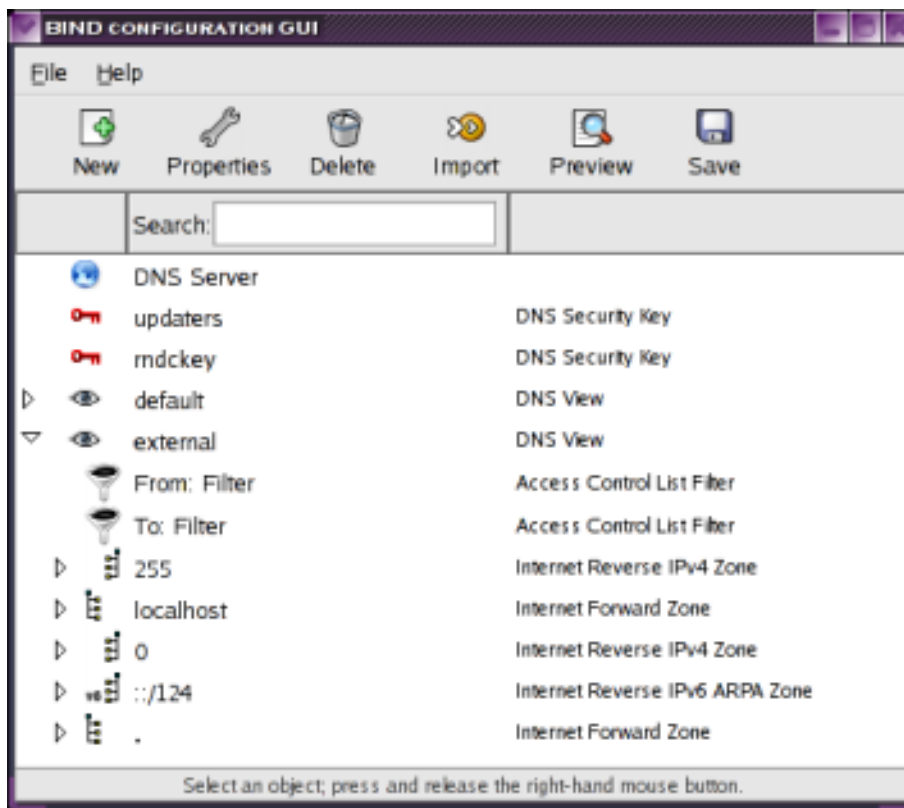 BIND CONFIGURATION GUI
File Help
New Properties Delete Import Preview Save
Search:
DNS Server
updaters DNS Security Key
rndckey DNS Security Key
default DNS View
external DNS View
From: Filter Access Control List Filter
To: Filter Access Control List Filter
255 Internet Reverse IPv4 Zone
localhost Internet Forward Zone
0 Internet Reverse IPv4 Zone
v6 ::/124 Internet Reverse IPv6 ARPA Zone
. Internet Forward Zone
Select an object; press and release the right-hand mouse button.